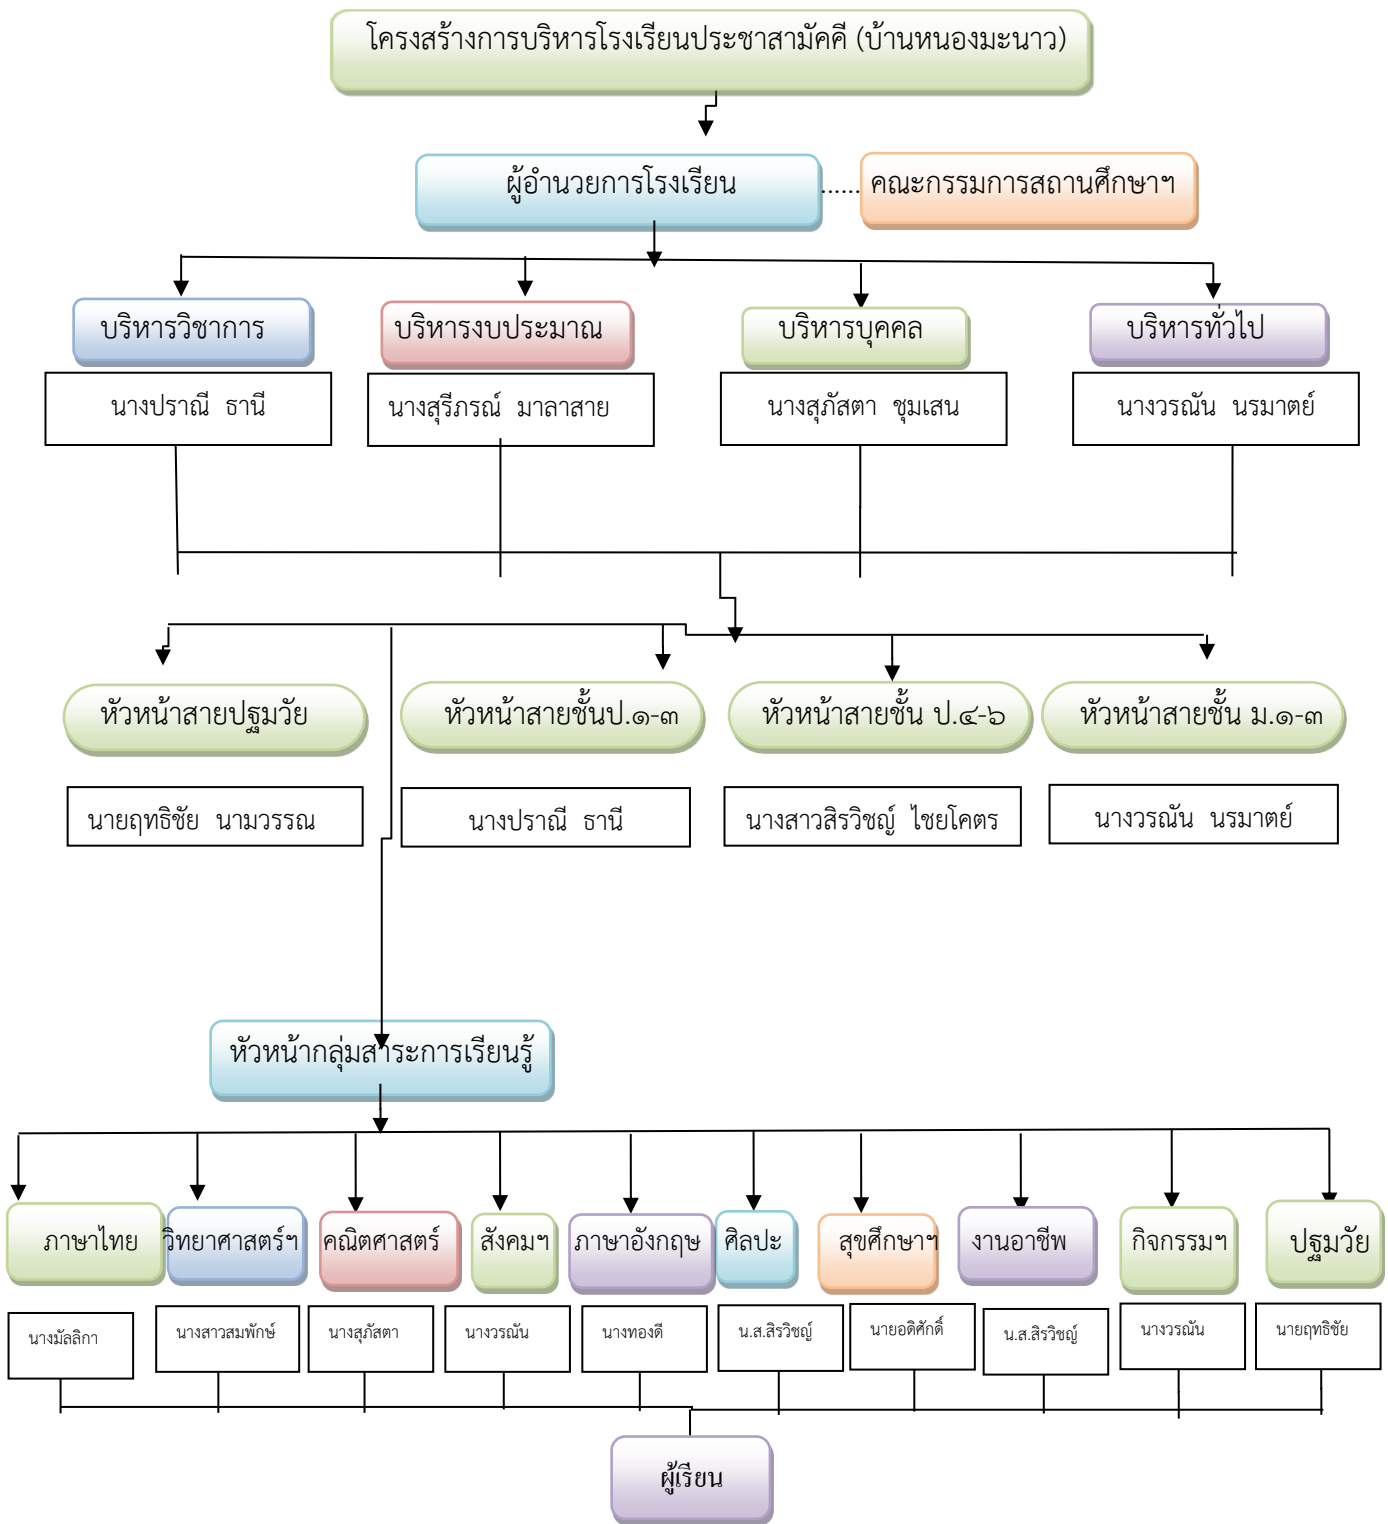 โครงสร้างการบริหารโรงเรียนประชาสามัคคี (บ้านหนองมะนาว)
ผู้อำนวยการโรงเรียน ...... คณะกรรมการสถานศึกษาฯ
บริหารวิชาการ บริหารงบประมาณ บริหารบุคคล บริหารทั่วไป
นางปราณี ธานี นางสุรีภรณ์ มาลาสาย นางสุภัสตา ชุมเสน นางวรณัน นรมาตย์
หัวหน้าสายปฐมวัย หัวหน้าสายชั้นป.๑-๓ หัวหน้าสายชั้น ป.๔-๖ หัวหน้าสายชั้น ม.๑-๓
นายฤทธิชัย นามวรรณ นางปราณี ธานี นางสาวสิรวิชญ์ ไชยโคตร นางวรณัน นรมาตย์
หัวหน้ากลุ่มสาระการเรียนรู้
ภาษาไทย วิทยาศาสตร์ฯ คณิตศาสตร์ สังคมฯ ภาษาอังกฤษ ศิลปะ สุขศึกษาฯ งานอาชีพ กิจกรรมฯ ปฐมวัย
นางมัลลิกา นางสาวสมพักษ์ นางสุภัสตา นางวรณัน นางทองดี น.ส.สิรวิชญ์ นายอดิศักดิ์ น.ส.สิรวิชญ์ นางวรณัน นายฤทธิชัย
ผู้เรียน